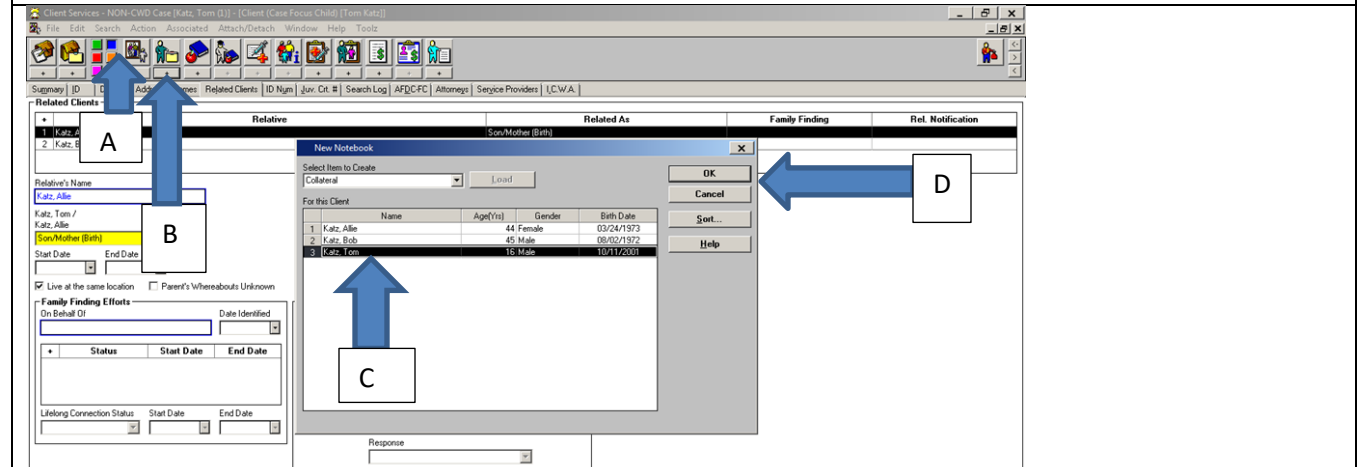 Client Services - NON-CWD Case [Katz, Tom (1)] - [Client (Case Focus Child) [Tom Katz]]
File Edit Search Action Associated Attach/Detach Window Help Toolz
Summary ID Related Clients ID Num Juv. Crt. # Search Log AFDC-FC Attorneys Service Providers I.C.W.A.
Related Clients
+ Relative Related As Family Finding Rel. Notification
1 Katz, A Son/Mother (Birth)
2 Katz, B
A
New Notebook
Select Item to Create
Collateral Load OK
Cancel
For this Client
Name Age(Yrs) Gender Birth Date Sort...
1 Katz, Allie 44 Female 03/24/1973
2 Katz, Bob 45 Male 08/02/1972 Help
3 Katz, Tom 16 Male 10/11/2001
D
Relative's Name
Katz, Allie
Katz, Tom /
Katz, Allie
Son/Mother (Birth)
B
Start Date End Date
Live at the same location Parent's Whereabouts Unknown
Family Finding Efforts
On Behalf Of Date Identified
+ Status Start Date End Date
C
Lifelong Connection Status Start Date End Date
Response